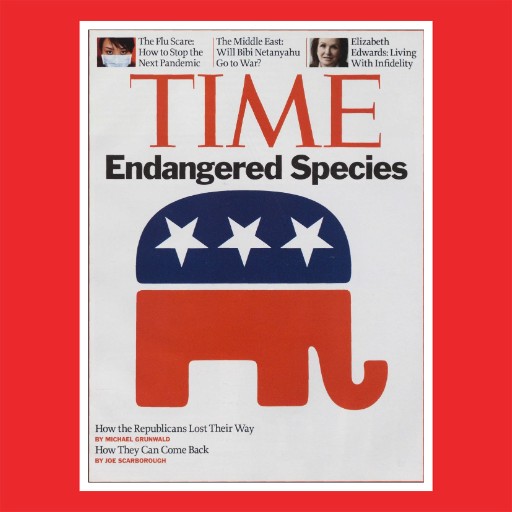 The Flu Scare:
How to Stop the
Next Pandemic
The Middle East:
Will Bibi Netanyahu
Go to War?
Elizabeth
Edwards: Living
With Infidelity
TIME
Endangered Species
How the Republicans Lost Their Way
BY MICHAEL GRUNWALD
How They Can Come Back
BY JOE SCARBOROUGH